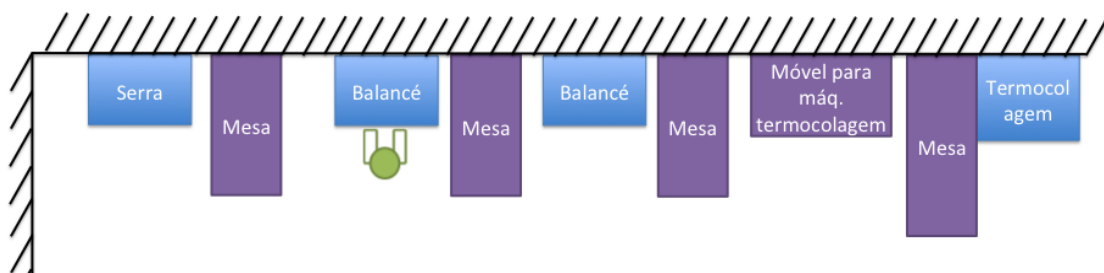 Serra
Mesa
Balancé
Mesa
Balancé
Mesa
Móvel para
máq.
termocolagem
Mesa
Termocol
agem